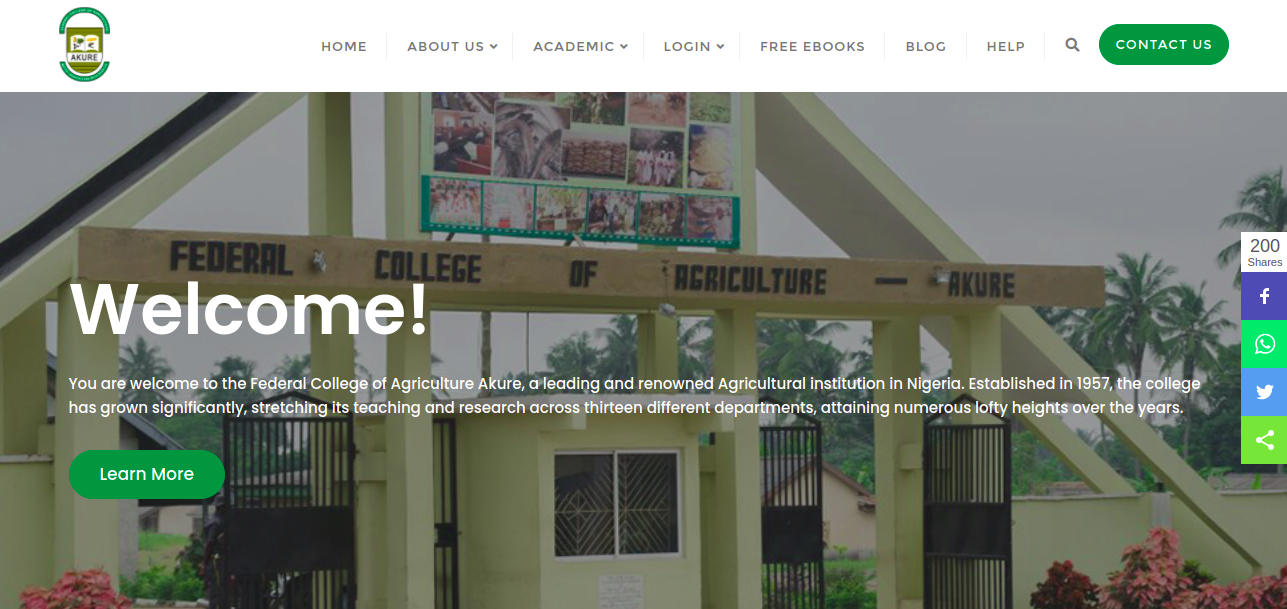 AKURE
HOME
ABOUT US
ACADEMIC
LOGIN
FREE EBOOKS
BLOG
HELP
CONTACT US
FEDERAL COLLEGE OF AGRICULTURE — AKURE
Welcome!
You are welcome to the Federal College of Agriculture Akure, a leading and renowned Agricultural institution in Nigeria. Established in 1957, the college
has grown significantly, stretching its teaching and research across thirteen different departments, attaining numerous lofty heights over the years.
Learn More
200
Shares